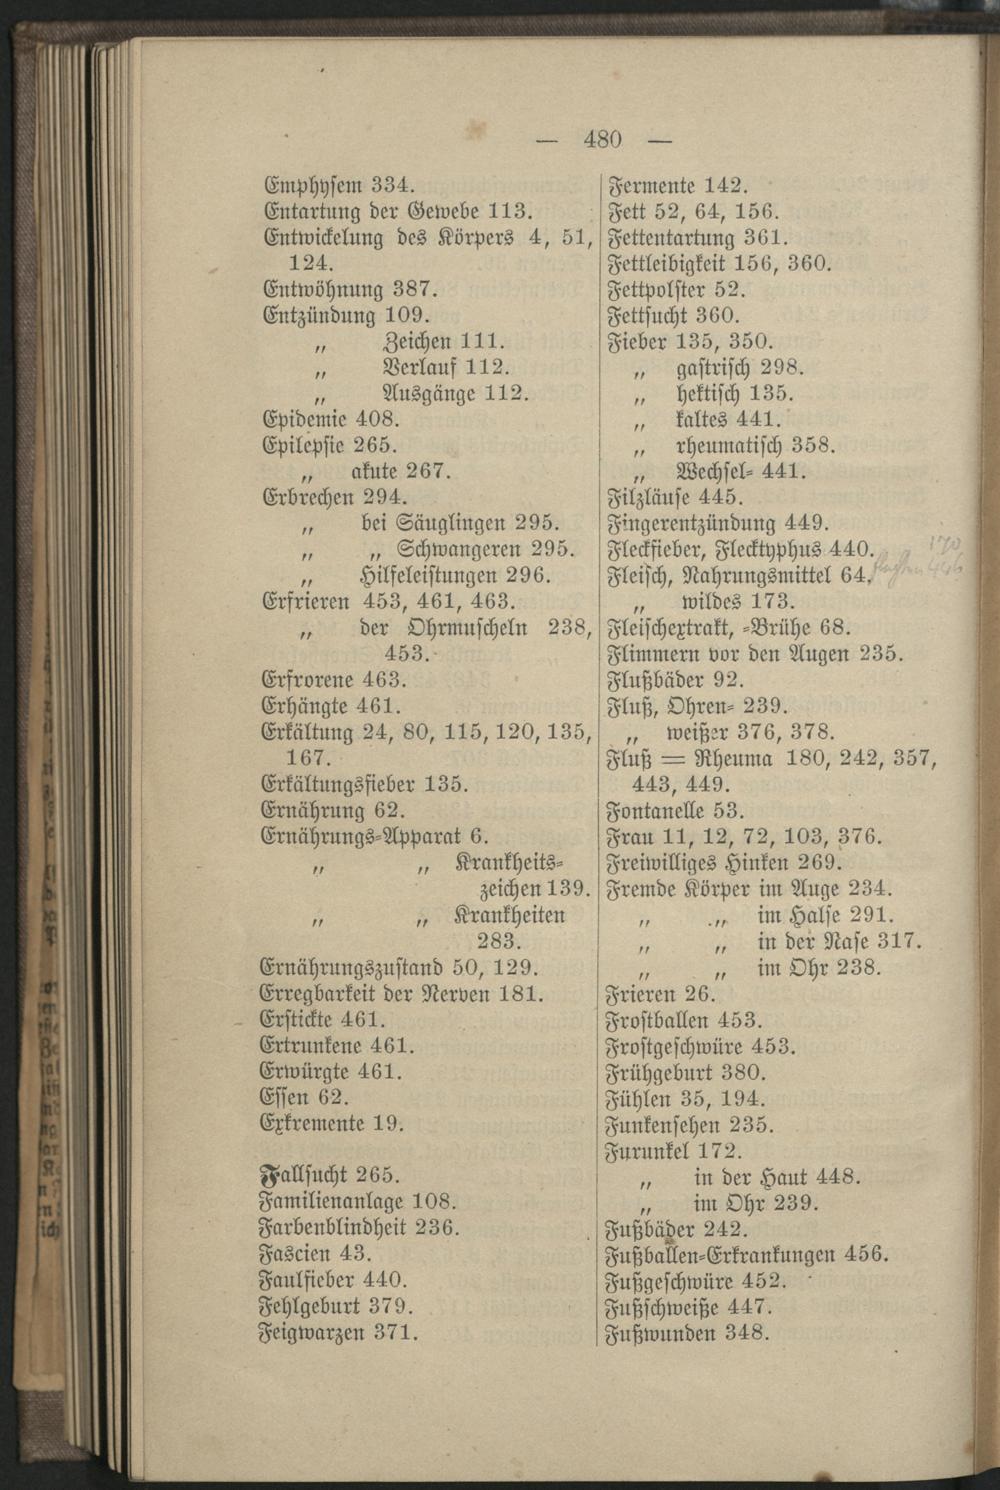 — 480 —
Emphysem 334.
Entartung der Gewebe 113.
Entwickelung des Körpers 4, 51,
124.
Entwöhnung 387.
Entzündung 109.
„ Zeichen 111.
„ Verlauf 112.
„ Ausgänge 112.
Epidemie 408.
Epilepsie 265.
„ akute 267.
Erbrechen 294.
„ bei Säuglingen 295.
„ „ Schwangeren 295.
„ Hilfeleistungen 296.
Erfrieren 453, 461, 463.
„ der Ohrmuscheln 238,
453.
Erfrorene 463.
Erhängte 461.
Erkältung 24, 80, 115, 120, 135,
167.
Erkältungsfieber 135.
Ernährung 62.
Ernährungs-Apparat 6.
„ „ Krankheits-
zeichen 139.
„ „ Krankheiten
283.
Ernährungszustand 50, 129.
Erregbarkeit der Nerven 181.
Erstickte 461.
Ertrunkene 461.
Erwürgte 461.
Essen 62.
Exkremente 19.
Fallsucht 265.
Familienanlage 108.
Farbenblindheit 236.
Fascien 43.
Faulfieber 440.
Fehlgeburt 379.
Feigwarzen 371.
Fermente 142.
Fett 52, 64, 156.
Fettentartung 361.
Fettleibigkeit 156, 360.
Fettpolster 52.
Fettsucht 360.
Fieber 135, 350.
„ gastrisch 298.
„ hektisch 135.
„ kaltes 441.
„ rheumatisch 358.
„ Wechsel- 441.
Filzläuse 445.
Fingerentzündung 449.
Fleckfieber, Flecktyphus 440.
Fleisch, Nahrungsmittel 64.
„ wildes 173.
Fleischextrakt, -Brühe 68.
Flimmern vor den Augen 235.
Flußbäder 92.
Fluß, Ohren- 239.
„ weißer 376, 378.
Fluß = Rheuma 180, 242, 357,
443, 449.
Fontanelle 53.
Frau 11, 12, 72, 103, 376.
Freiwilliges Hinken 269.
Fremde Körper im Auge 234.
„ „ im Halse 291.
„ „ in der Nase 317.
„ „ im Ohr 238.
Frieren 26.
Frostballen 453.
Frostgeschwüre 453.
Frühgeburt 380.
Fühlen 35, 194.
Funkensehen 235.
Furunkel 172.
„ in der Haut 448.
„ im Ohr 239.
Fußbäder 242.
Fußballen-Erkrankungen 456.
Fußgeschwüre 452.
Fußschweiße 447.
Fußwunden 348.